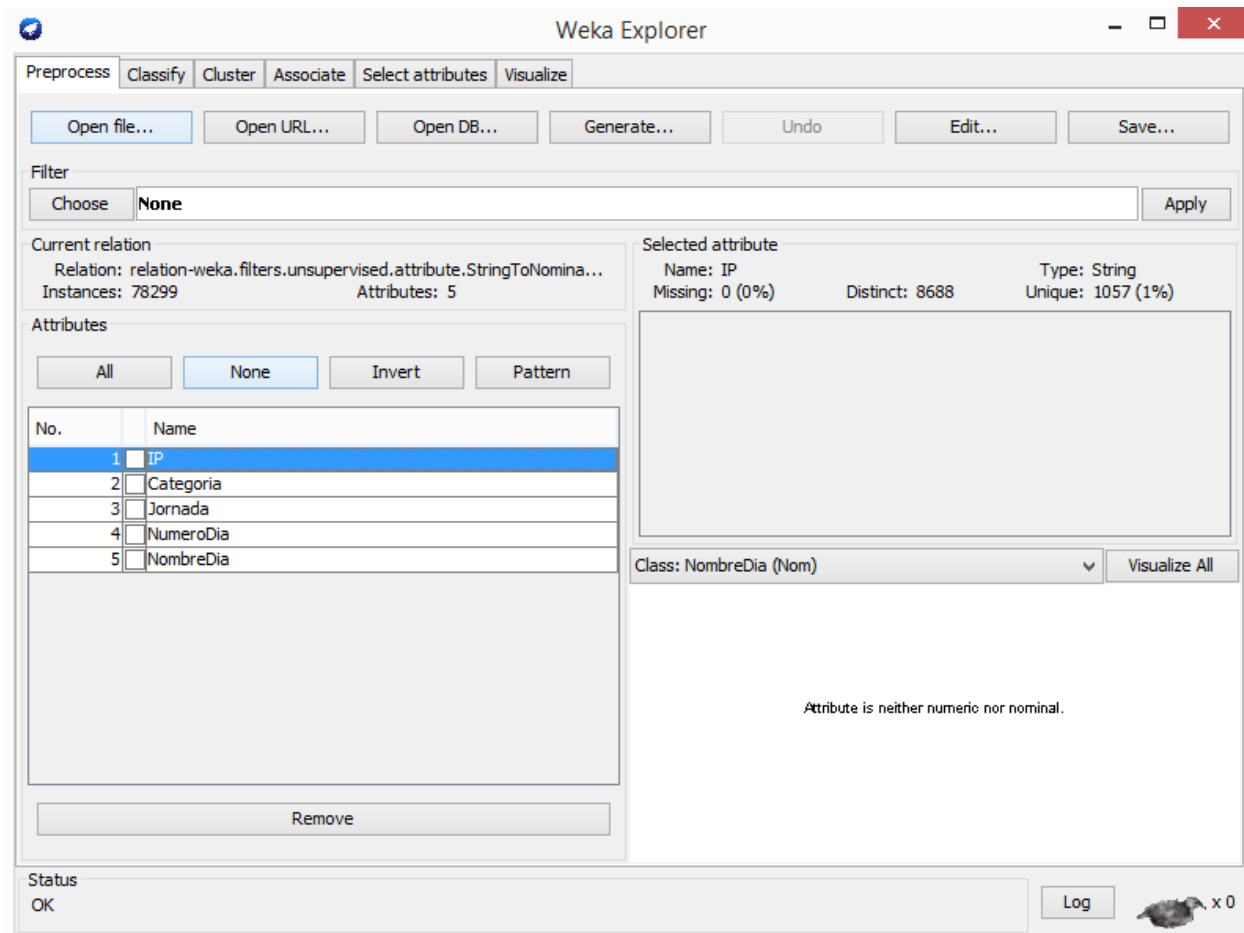 Weka Explorer
Preprocess Classify Cluster Associate Select attributes Visualize
Open file... Open URL... Open DB... Generate... Undo Edit... Save...
Filter
Choose None Apply
Current relation
Relation: relation-weka.filters.unsupervised.attribute.StringToNomina...
Instances: 78299 Attributes: 5
Attributes
All None Invert Pattern
No. Name
1 IP
2 Categoria
3 Jornada
4 NumeroDia
5 NombreDia
Remove
Selected attribute
Name: IP Type: String
Missing: 0 (0%) Distinct: 8688 Unique: 1057 (1%)
Class: NombreDia (Nom) Visualize All
Attribute is neither numeric nor nominal.
Status
OK
Log x 0